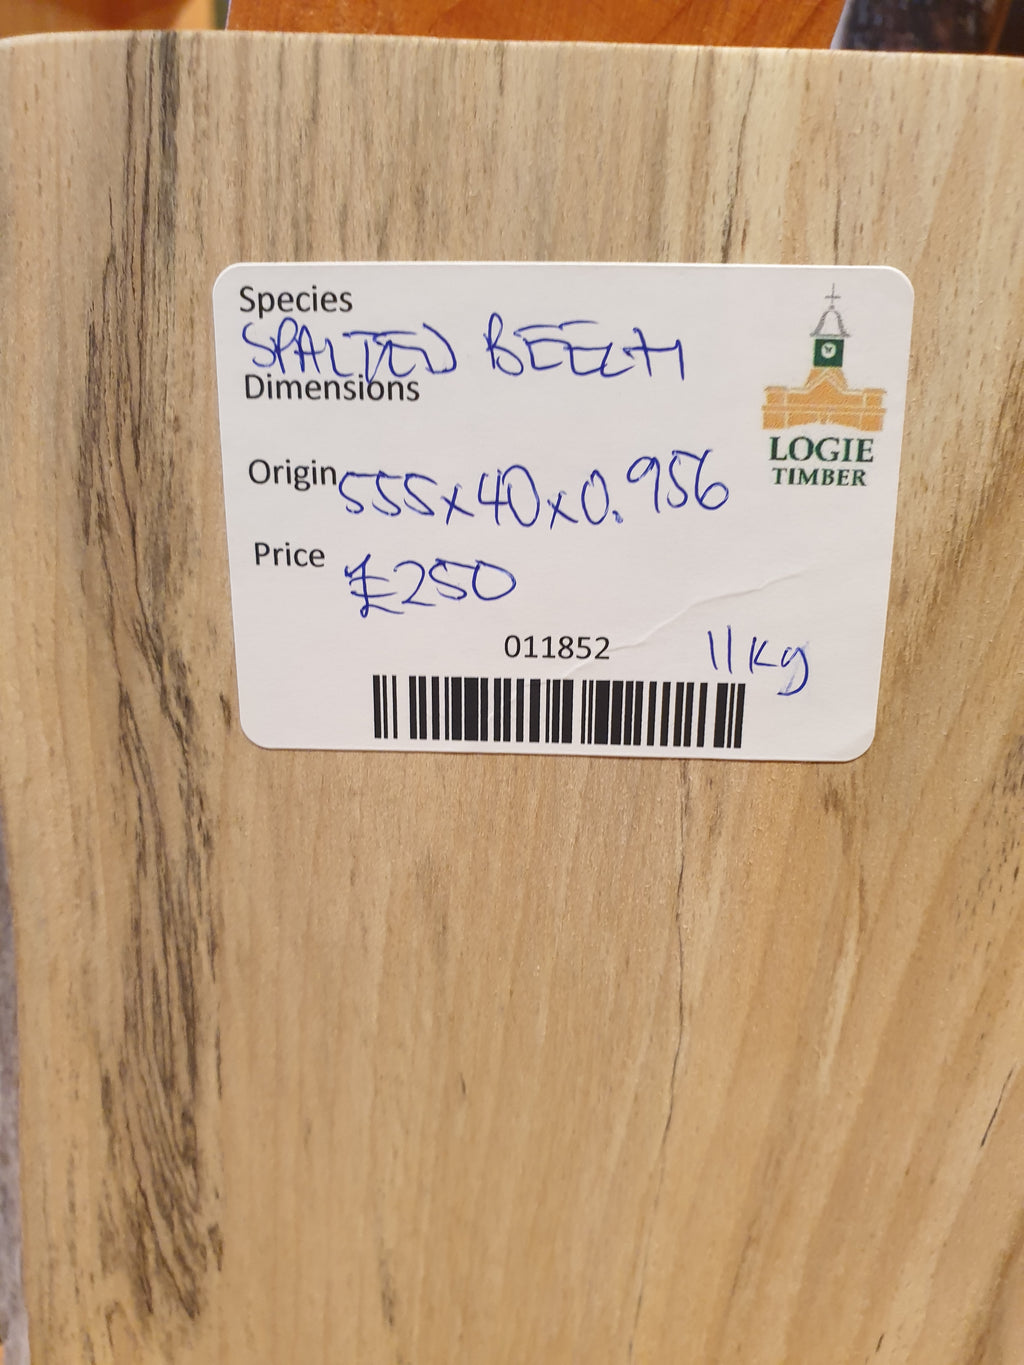 Species
SPALTED BEECH
Dimensions
LOGIE
TIMBER
Origin 555x40x0.956
Price £250
011852 11Kg